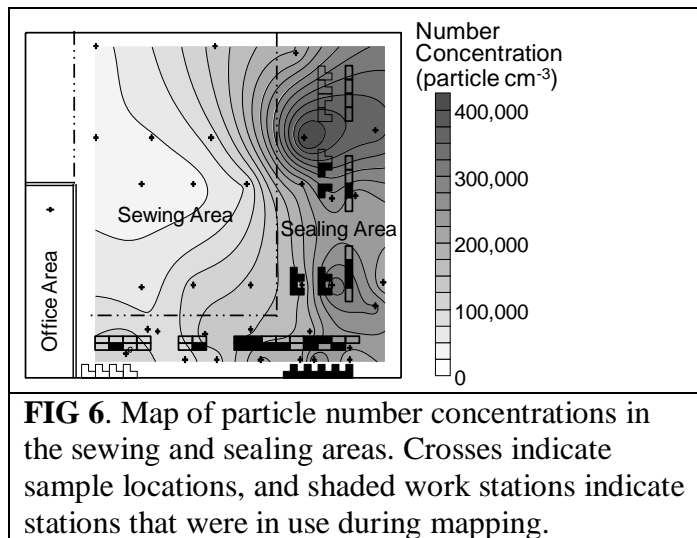 Number
Concentration
(particle cm-3)
400,000
300,000
200,000
100,000
0
Sewing Area
Sealing Area
Office Area
FIG 6. Map of particle number concentrations in
the sewing and sealing areas. Crosses indicate
sample locations, and shaded work stations indicate
stations that were in use during mapping.